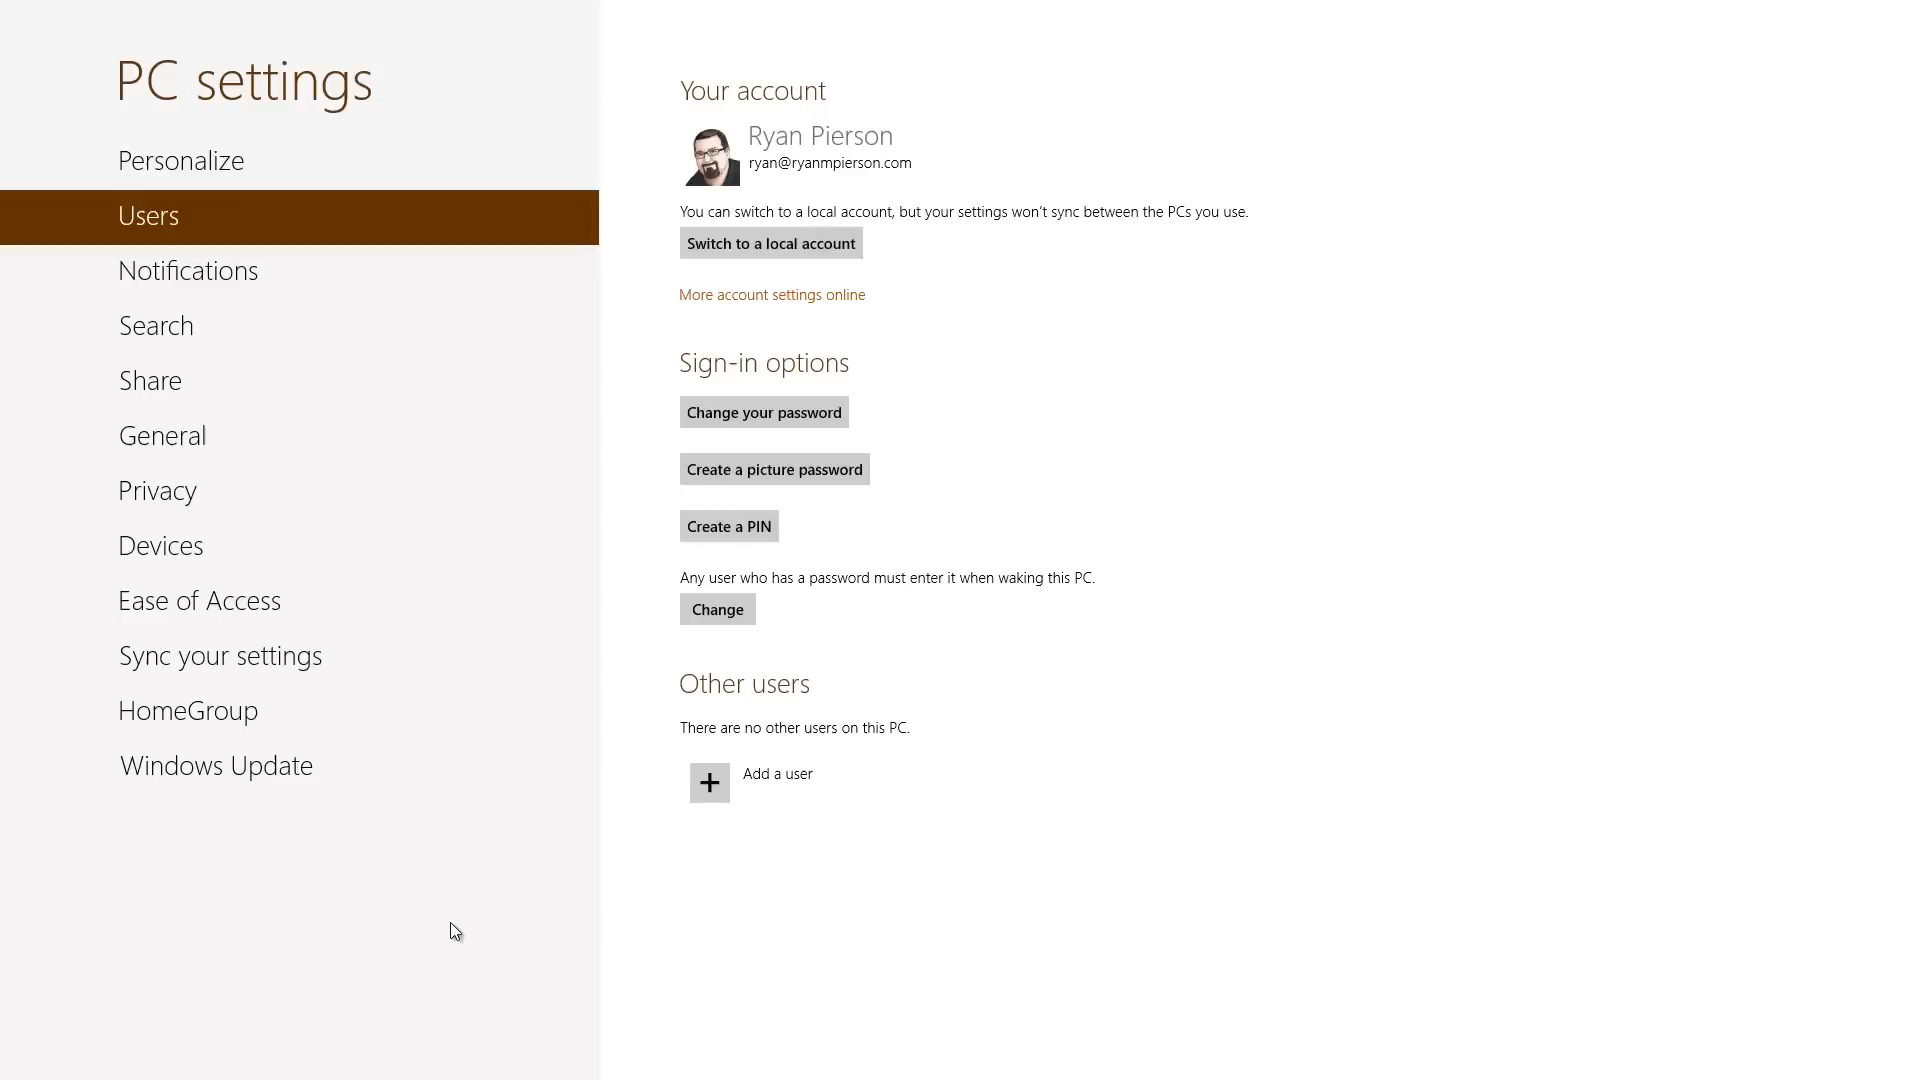 PC settings
Personalize
Users
Notifications
Search
Share
General
Privacy
Devices
Ease of Access
Sync your settings
HomeGroup
Windows Update
Your account
Ryan Pierson
ryan@ryanmpierson.com
You can switch to a local account, but your settings won't sync between the PCs you use.
Switch to a local account
More account settings online
Sign-in options
Change your password
Create a picture password
Create a PIN
Any user who has a password must enter it when waking this PC.
Change
Other users
There are no other users on this PC.
Add a user